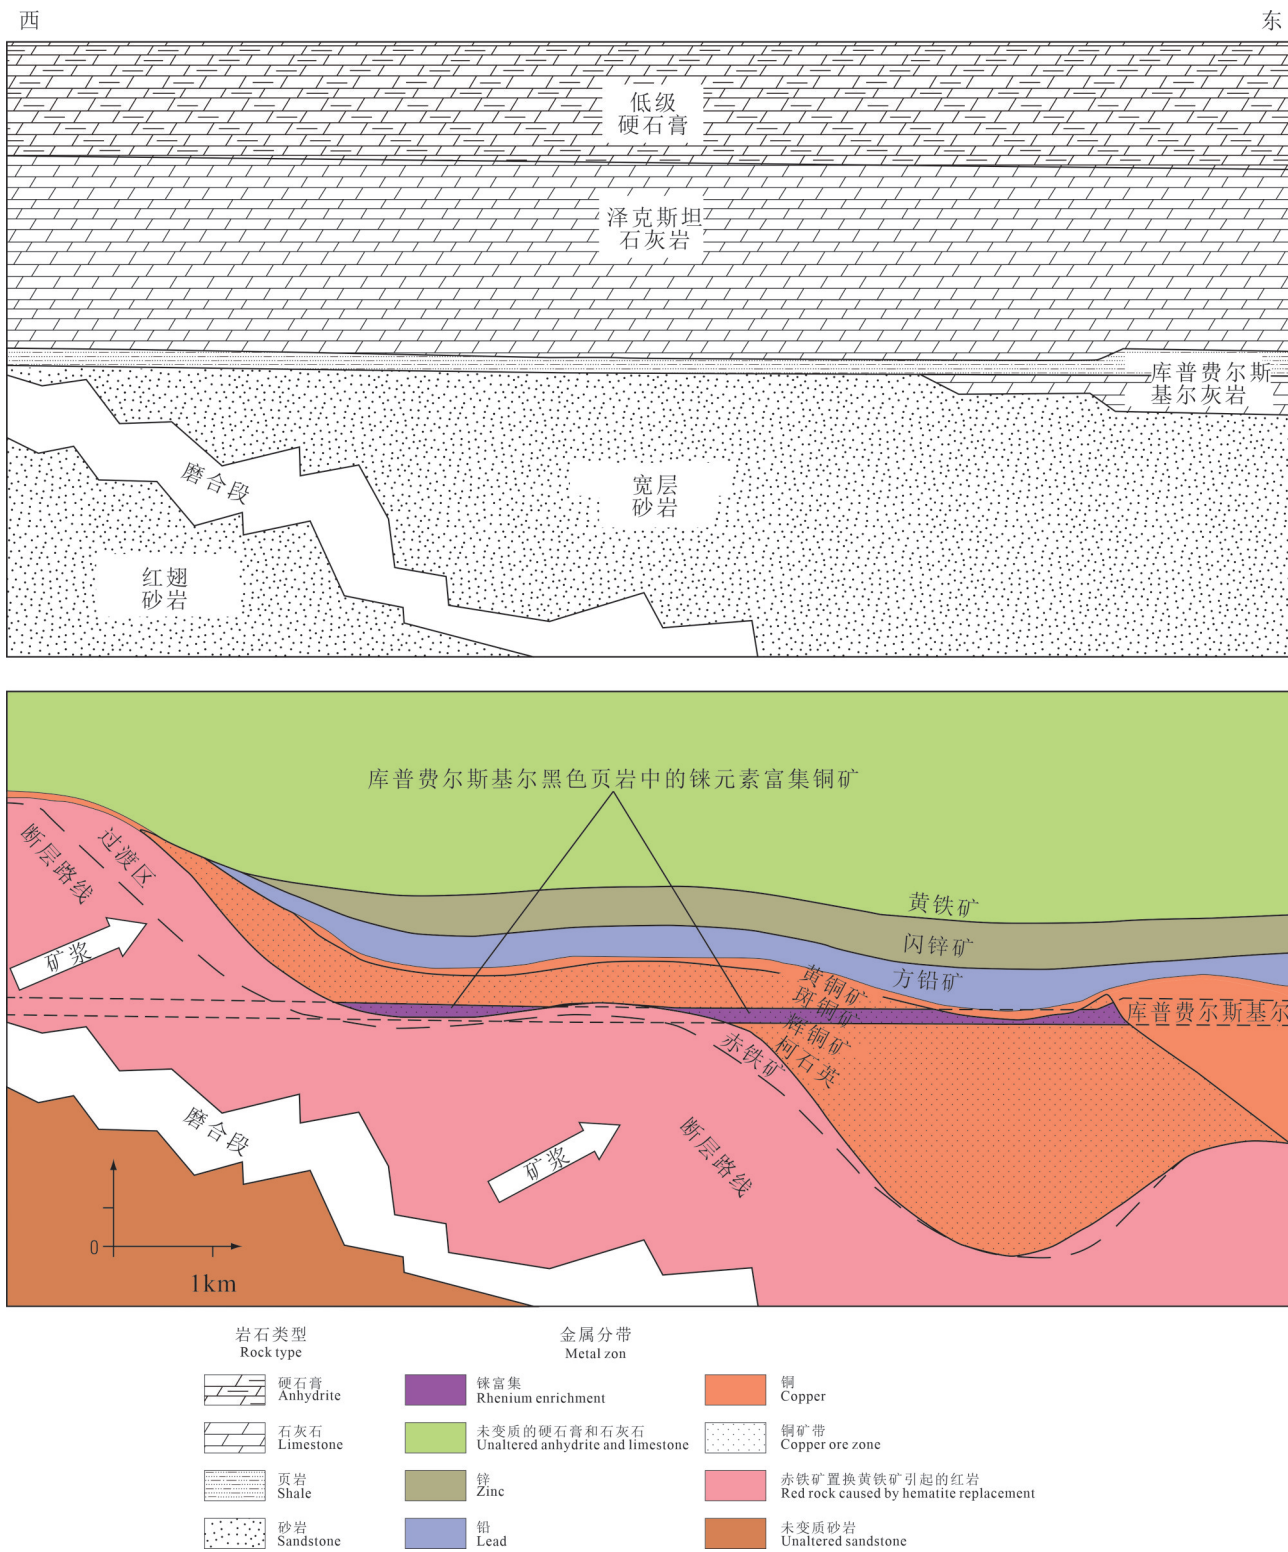 西
东
低级
硬石膏
泽克斯坦
石灰岩
库普费尔斯
基尔灰岩
磨合段
宽层
砂岩
红翅
砂岩
库普费尔斯基尔黑色页岩中的铼元素富集铜矿
断层路线
过渡区
矿浆
黄铁矿
闪锌矿
方铅矿
黄铜矿
斑铜矿
库普费尔斯基尔
辉铜矿
柯石英
赤铁矿
磨合段
矿浆
断层路线
0
1km
岩石类型
Rock type
金属分带
Metal zon
硬石膏
Anhydrite
铼富集
Rhenium enrichment
铜
Copper
石灰石
Limestone
未变质的硬石膏和石灰石
Unaltered anhydrite and limestone
铜矿带
Copper ore zone
页岩
Shale
锌
Zinc
赤铁矿置换黄铁矿引起的红岩
Red rock caused by hematite replacement
砂岩
Sandstone
铅
Lead
未变质砂岩
Unaltered sandstone